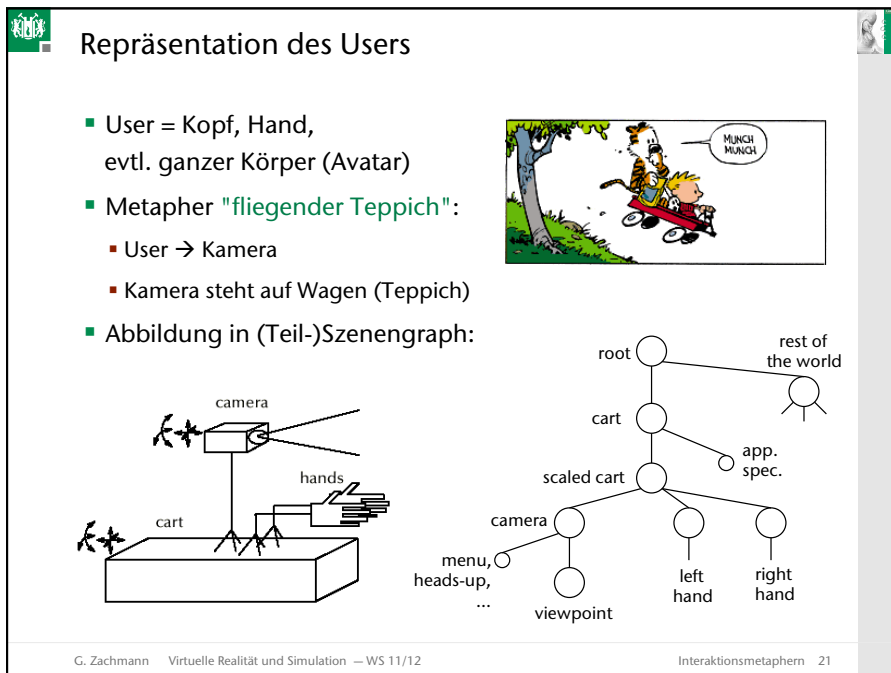 Repräsentation des Users
▪ User = Kopf, Hand,
evtl. ganzer Körper (Avatar)
▪ Metapher "fliegender Teppich":
▪ User → Kamera
▪ Kamera steht auf Wagen (Teppich)
▪ Abbildung in (Teil-)Szenengraph:
MUNCH
MUNCH
camera
hands
cart
root
rest of
the world
cart
app.
spec.
scaled cart
camera
menu,
heads-up,
...
viewpoint
left
hand
right
hand
G. Zachmann Virtuelle Realität und Simulation — WS 11/12
Interaktionsmetaphern 21